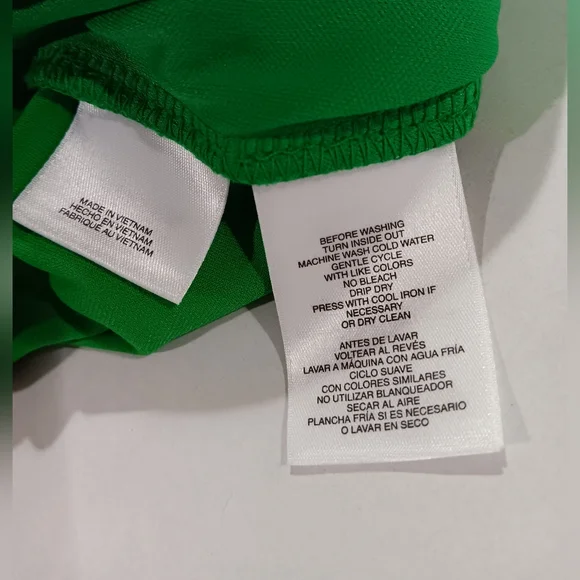 MADE IN VIETNAM
HECHO EN VIETNAM
FABRIQUE AU VIETNAM
BEFORE WASHING
TURN INSIDE OUT
MACHINE WASH COLD WATER
GENTLE CYCLE
WITH LIKE COLORS
NO BLEACH
DRIP DRY
PRESS WITH COOL IRON IF
NECESSARY
OR DRY CLEAN
ANTES DE LAVAR
VOLTEAR AL REVÉS
LAVAR A MÁQUINA CON AGUA FRÍA
CICLO SUAVE
CON COLORES SIMILARES
NO UTILIZAR BLANQUEADOR
SECAR AL AIRE
PLANCHA FRÍA SI ES NECESARIO
O LAVAR EN SECO